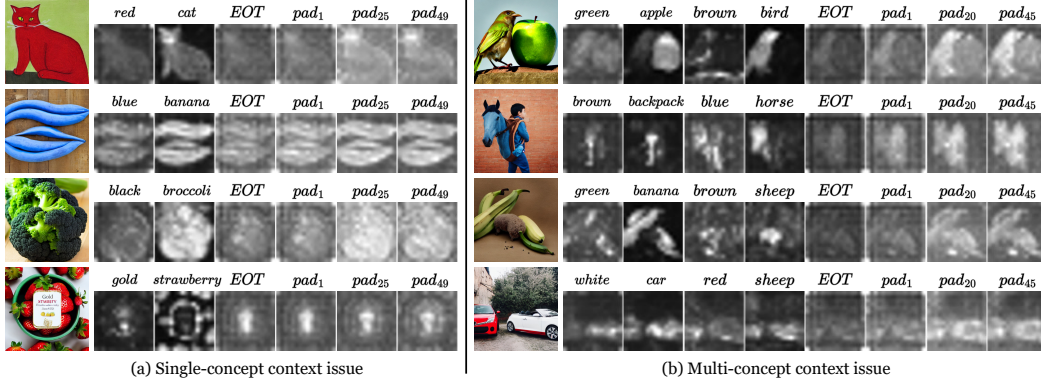 red cat EOT pad1 pad25 pad49
blue banana EOT pad1 pad25 pad49
black broccoli EOT pad1 pad25 pad49
gold strawberry EOT pad1 pad25 pad49
Gold
(a) Single-concept context issue
green apple brown bird EOT pad1 pad20 pad45
brown backpack blue horse EOT pad1 pad20 pad45
green banana brown sheep EOT pad1 pad20 pad45
white car red sheep EOT pad1 pad20 pad45
(b) Multi-concept context issue